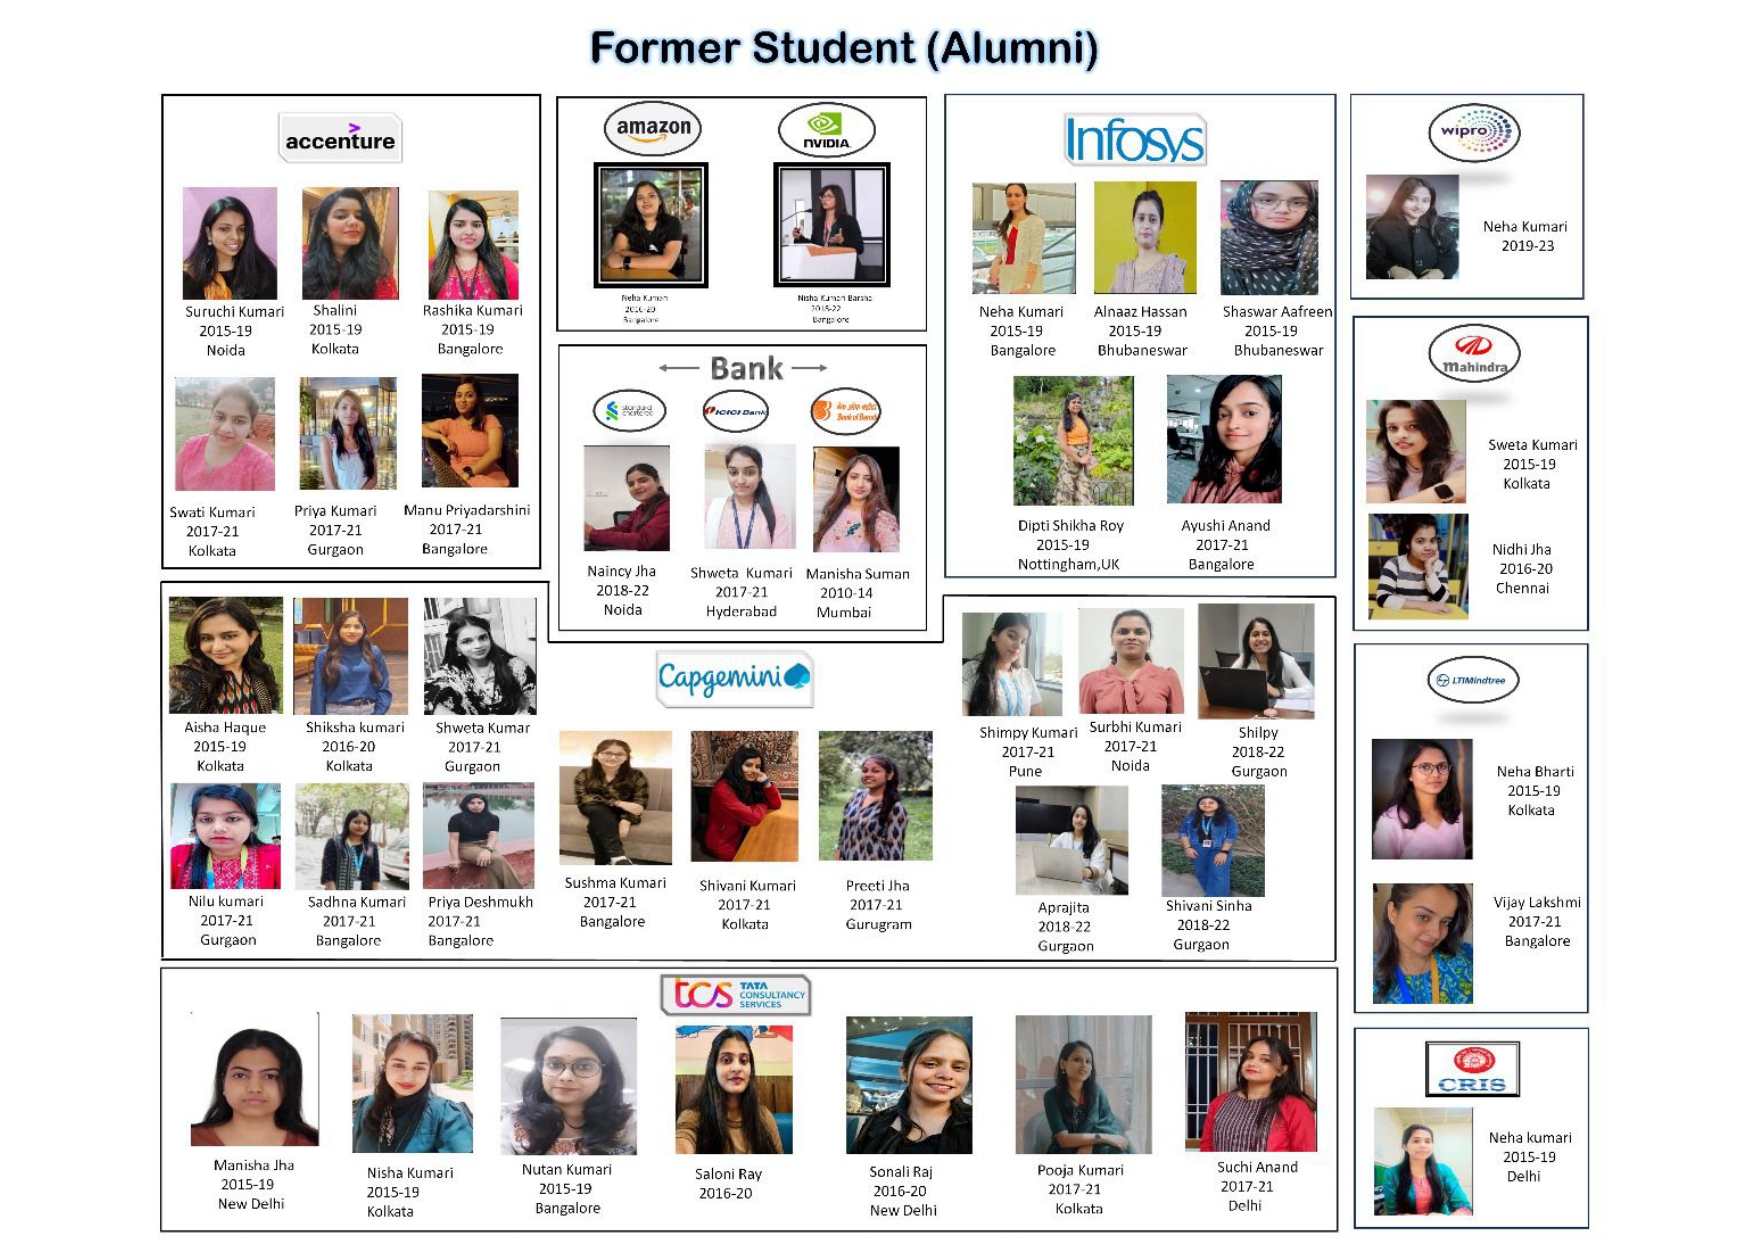 Former Student (Alumni)
accenture
Suruchi Kumari
2015-19
Noida
Shalini
2015-19
Kolkata
Rashika Kumari
2015-19
Bangalore
Swati Kumari
2017-21
Kolkata
Priya Kumari
2017-21
Gurgaon
Manu Priyadarshini
2017-21
Bangalore
amazon
Neha Kumari
2016-20
Bangalore
NVIDIA
Nisha Kumari Barsha
2018-22
Bangalore
Bank
standard
chartered
Naincy Jha
2018-22
Noida
ICICI Bank
Shweta Kumari
2017-21
Hyderabad
Bank of Baroda
Manisha Suman
2010-14
Mumbai
Infosys
Neha Kumari
2015-19
Bangalore
Alnaaz Hassan
2015-19
Bhubaneswar
Shaswar Aafreen
2015-19
Bhubaneswar
Dipti Shikha Roy
2015-19
Nottingham,UK
Ayushi Anand
2017-21
Bangalore
wipro
Neha Kumari
2019-23
Mahindra
Sweta Kumari
2015-19
Kolkata
Nidhi Jha
2016-20
Chennai
LTIMindtree
Neha Bharti
2015-19
Kolkata
Vijay Lakshmi
2017-21
Bangalore
CRIS
Neha kumari
2015-19
Delhi
Capgemini
Aisha Haque
2015-19
Kolkata
Shiksha kumari
2016-20
Kolkata
Shweta Kumar
2017-21
Gurgaon
Nilu kumari
2017-21
Gurgaon
Sadhna Kumari
2017-21
Bangalore
Priya Deshmukh
2017-21
Bangalore
Sushma Kumari
2017-21
Bangalore
Shivani Kumari
2017-21
Kolkata
Preeti Jha
2017-21
Gurugram
Shimpy Kumari
2017-21
Pune
Surbhi Kumari
2017-21
Noida
Shilpy
2018-22
Gurgaon
Aprajita
2018-22
Gurgaon
Shivani Sinha
2018-22
Gurgaon
tcs TATA
CONSULTANCY
SERVICES
Manisha Jha
2015-19
New Delhi
Nisha Kumari
2015-19
Kolkata
Nutan Kumari
2015-19
Bangalore
Saloni Ray
2016-20
Sonali Raj
2016-20
New Delhi
Pooja Kumari
2017-21
Kolkata
Suchi Anand
2017-21
Delhi